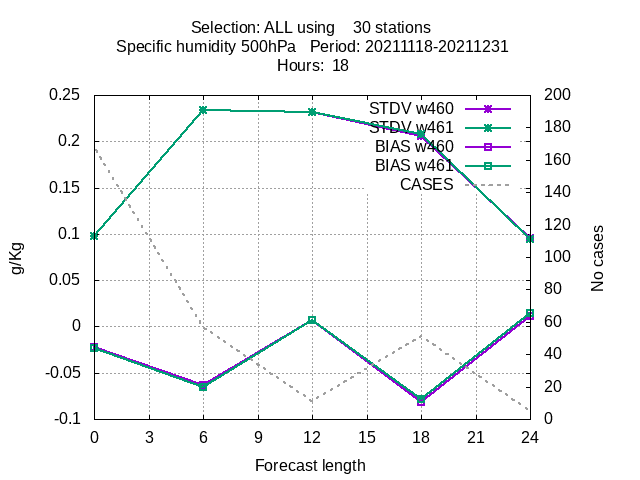 Selection: ALL using    30 stations
Specific humidity 500hPa   Period: 20211118-20211231
Hours:  18
STDV w460
STDV w461
BIAS w460
BIAS w461
CASES
0.25
0.2
0.15
0.1
0.05
0
-0.05
-0.1
g/Kg
200
180
160
140
120
100
80
60
40
20
0
No cases
0 3 6 9 12 15 18 21 24
Forecast length